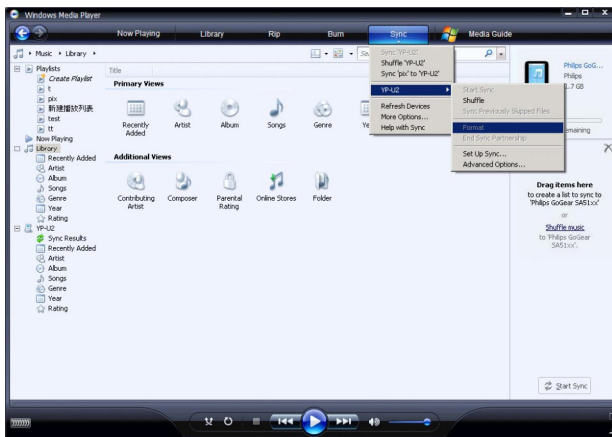 Windows Media Player
Now Playing
Library
Rip
Burn
Sync
Media Guide
Music
Library
Sync 'YP-U2'
Shuffle 'YP-U2'
Sync 'pix' to 'YP-U2'
YP-U2
Refresh Devices
More Options...
Help with Sync
Start Sync
Shuffle
Sync Previously Skipped Files
Format
End Sync Partnership
Set Up Sync...
Advanced Options...
Playlists
Create Playlist
t
pix
新建播放列表
test
tt
Now Playing
Library
Recently Added
Artist
Album
Songs
Genre
Year
Rating
YP-U2
Sync Results
Recently Added
Artist
Album
Songs
Genre
Year
Rating
Title
Primary Views
Recently Added
Artist
Album
Songs
Genre
Additional Views
Contributing Artist
Composer
Parental Rating
Online Stores
Folder
Philips GoG...
Philips
.7 GB
emaining
Drag items here
to create a list to sync to
'Philips GoGear SA51xx'
or
Shuffle music
to 'Philips GoGear
SA51xx'.
Start Sync